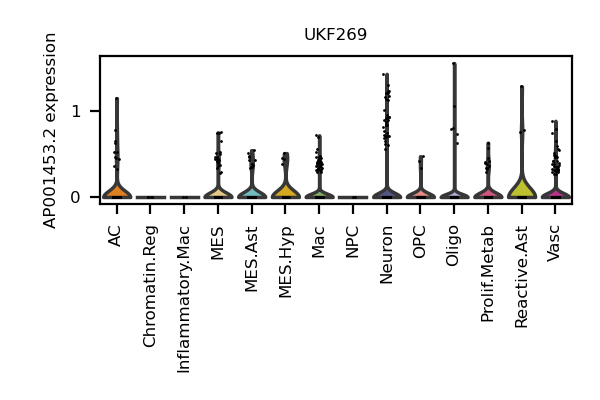 UKF269
AP001453.2 expression
1
0
AC
Chromatin.Reg
Inflammatory.Mac
MES
MES.Ast
MES.Hyp
Mac
NPC
Neuron
OPC
Oligo
Prolif.Metab
Reactive.Ast
Vasc